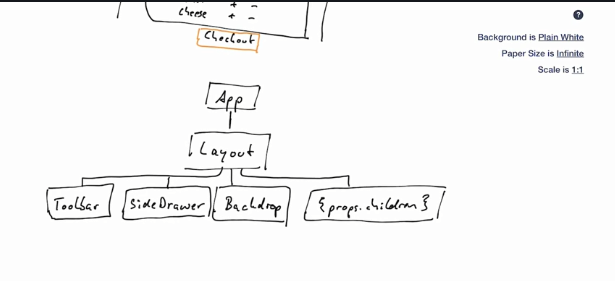 cheese + -
Checkout
Background is Plain White
Paper Size is Infinite
Scale is 1:1
App
Layout
Toolbar
SideDrawer
Backdrop
{props.children}